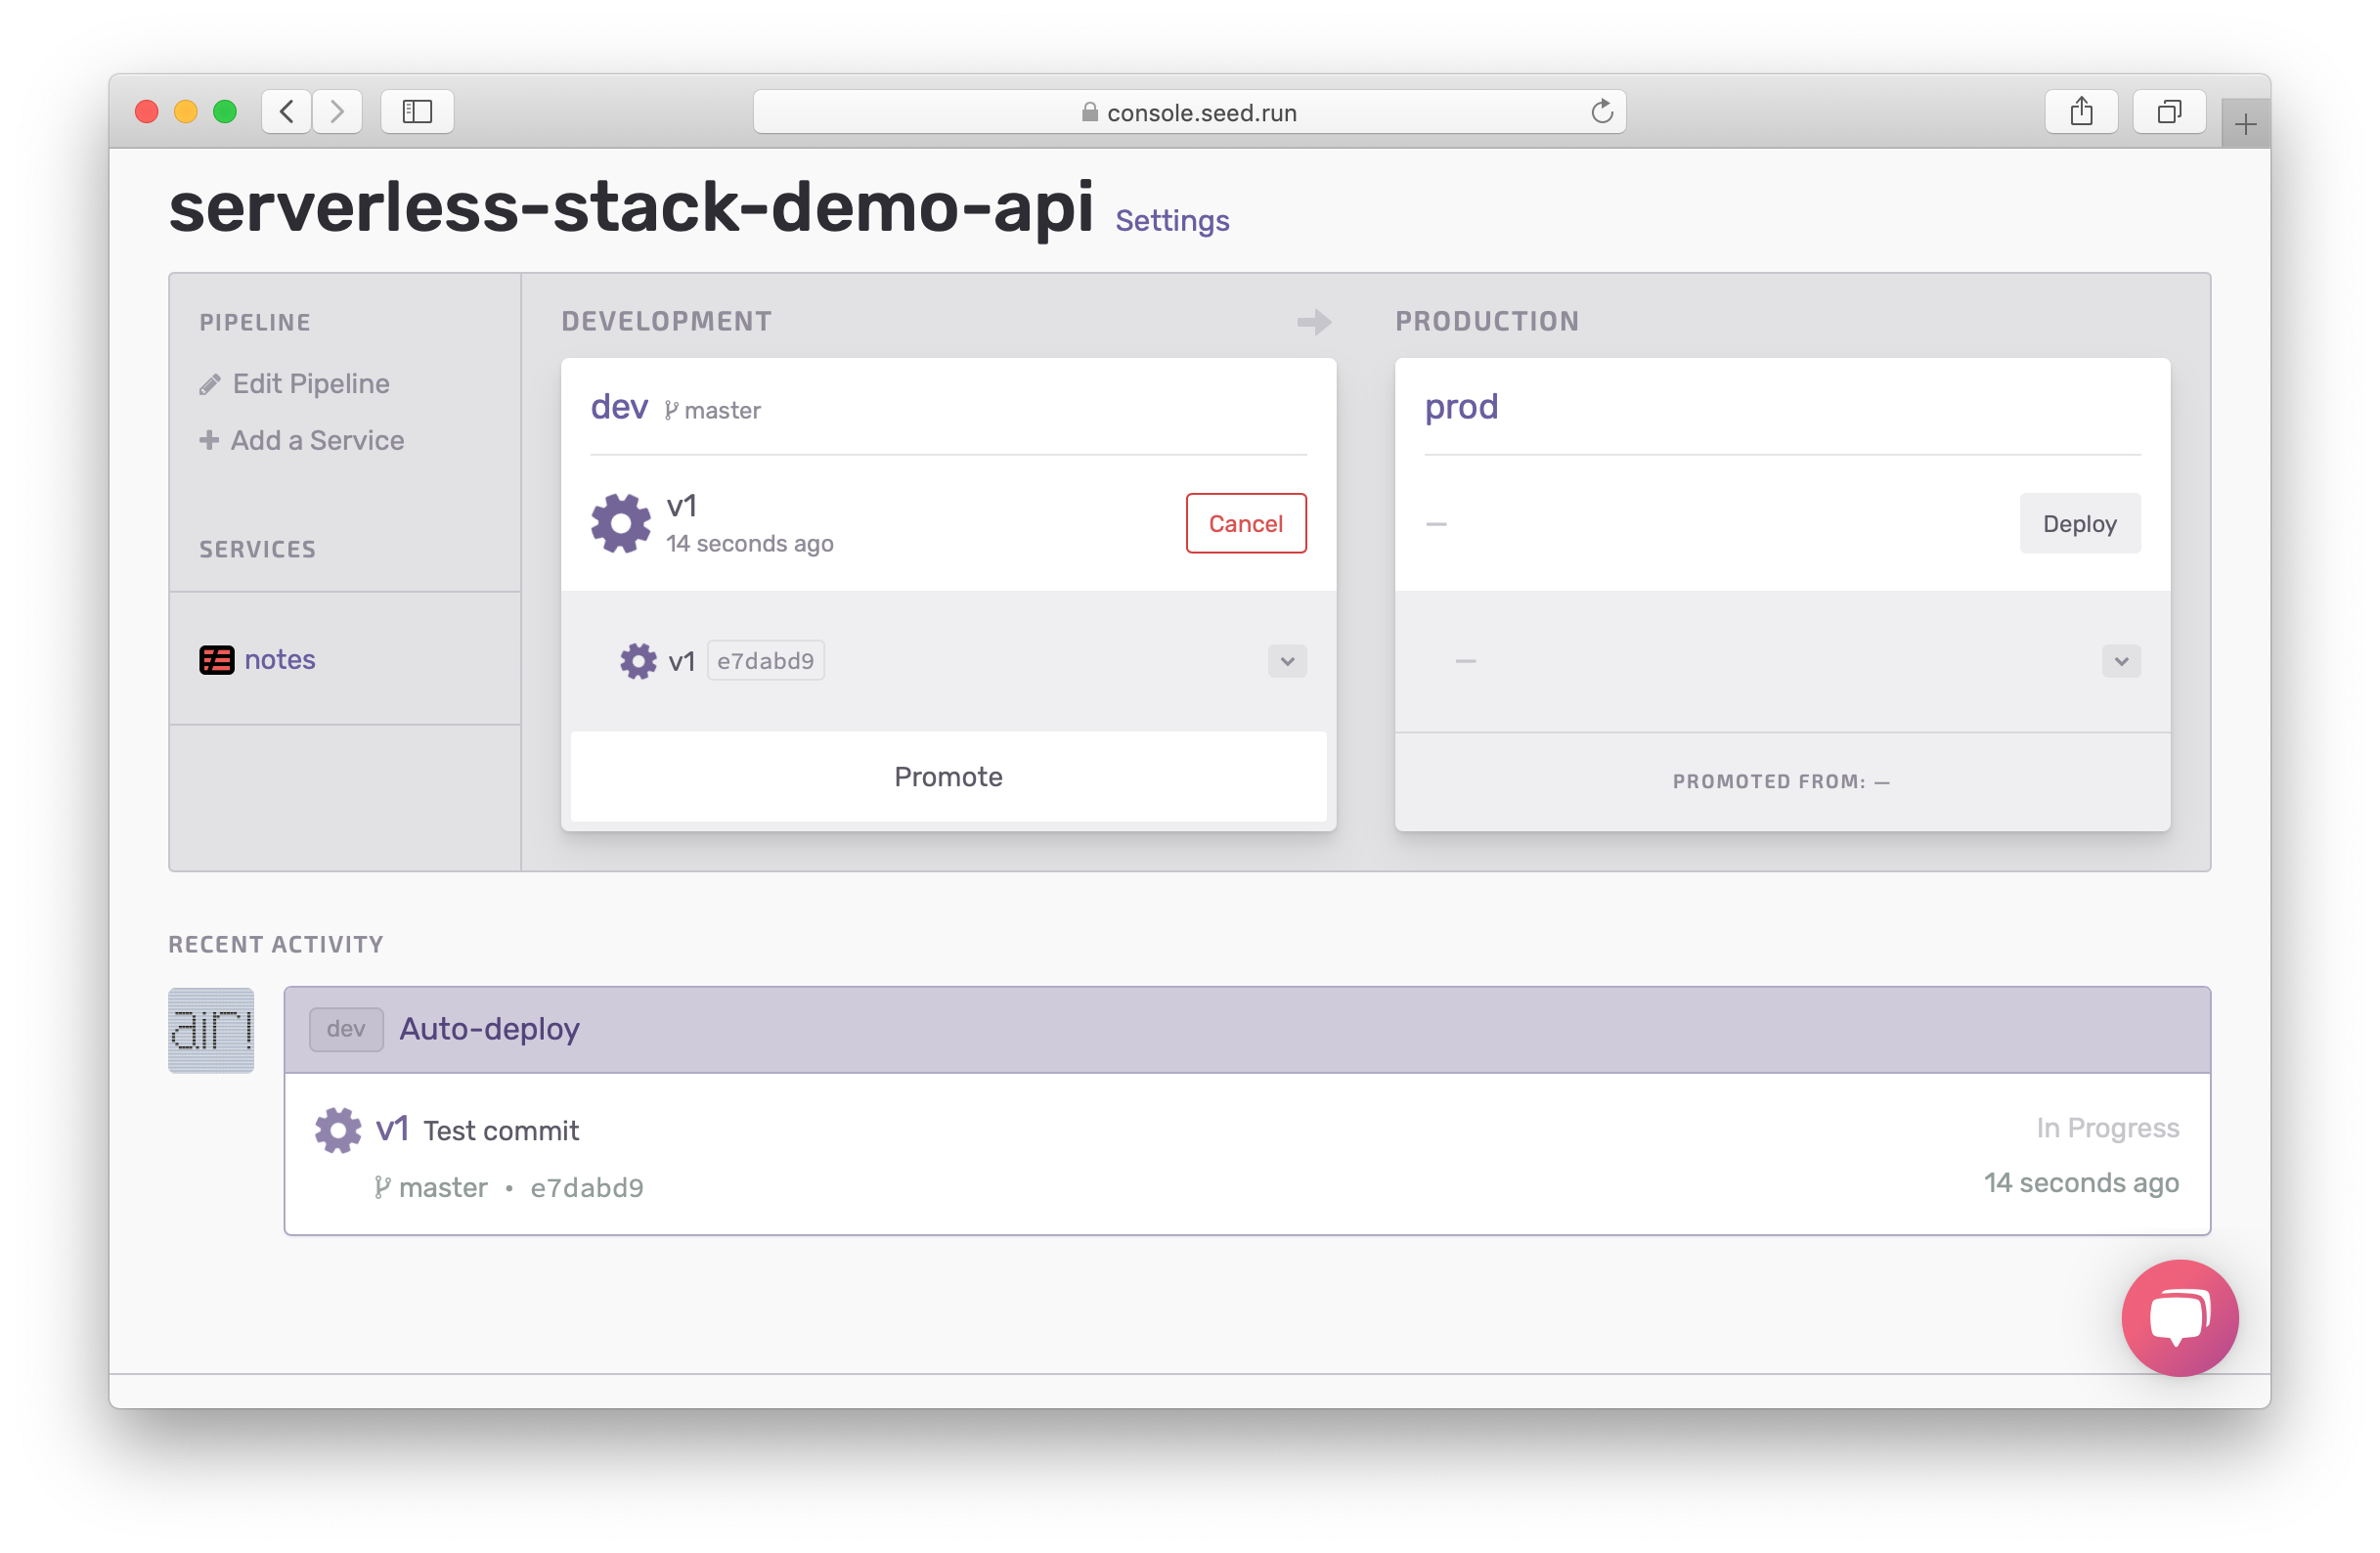 console.seed.run
serverless-stack-demo-api Settings
PIPELINE
Edit Pipeline
Add a Service
SERVICES
notes
DEVELOPMENT
dev master
v1
14 seconds ago
Cancel
v1 e7dabd9
Promote
PRODUCTION
prod
—
Deploy
—
PROMOTED FROM: —
RECENT ACTIVITY
airi
dev Auto-deploy
v1 Test commit
In Progress
master • e7dabd9
14 seconds ago